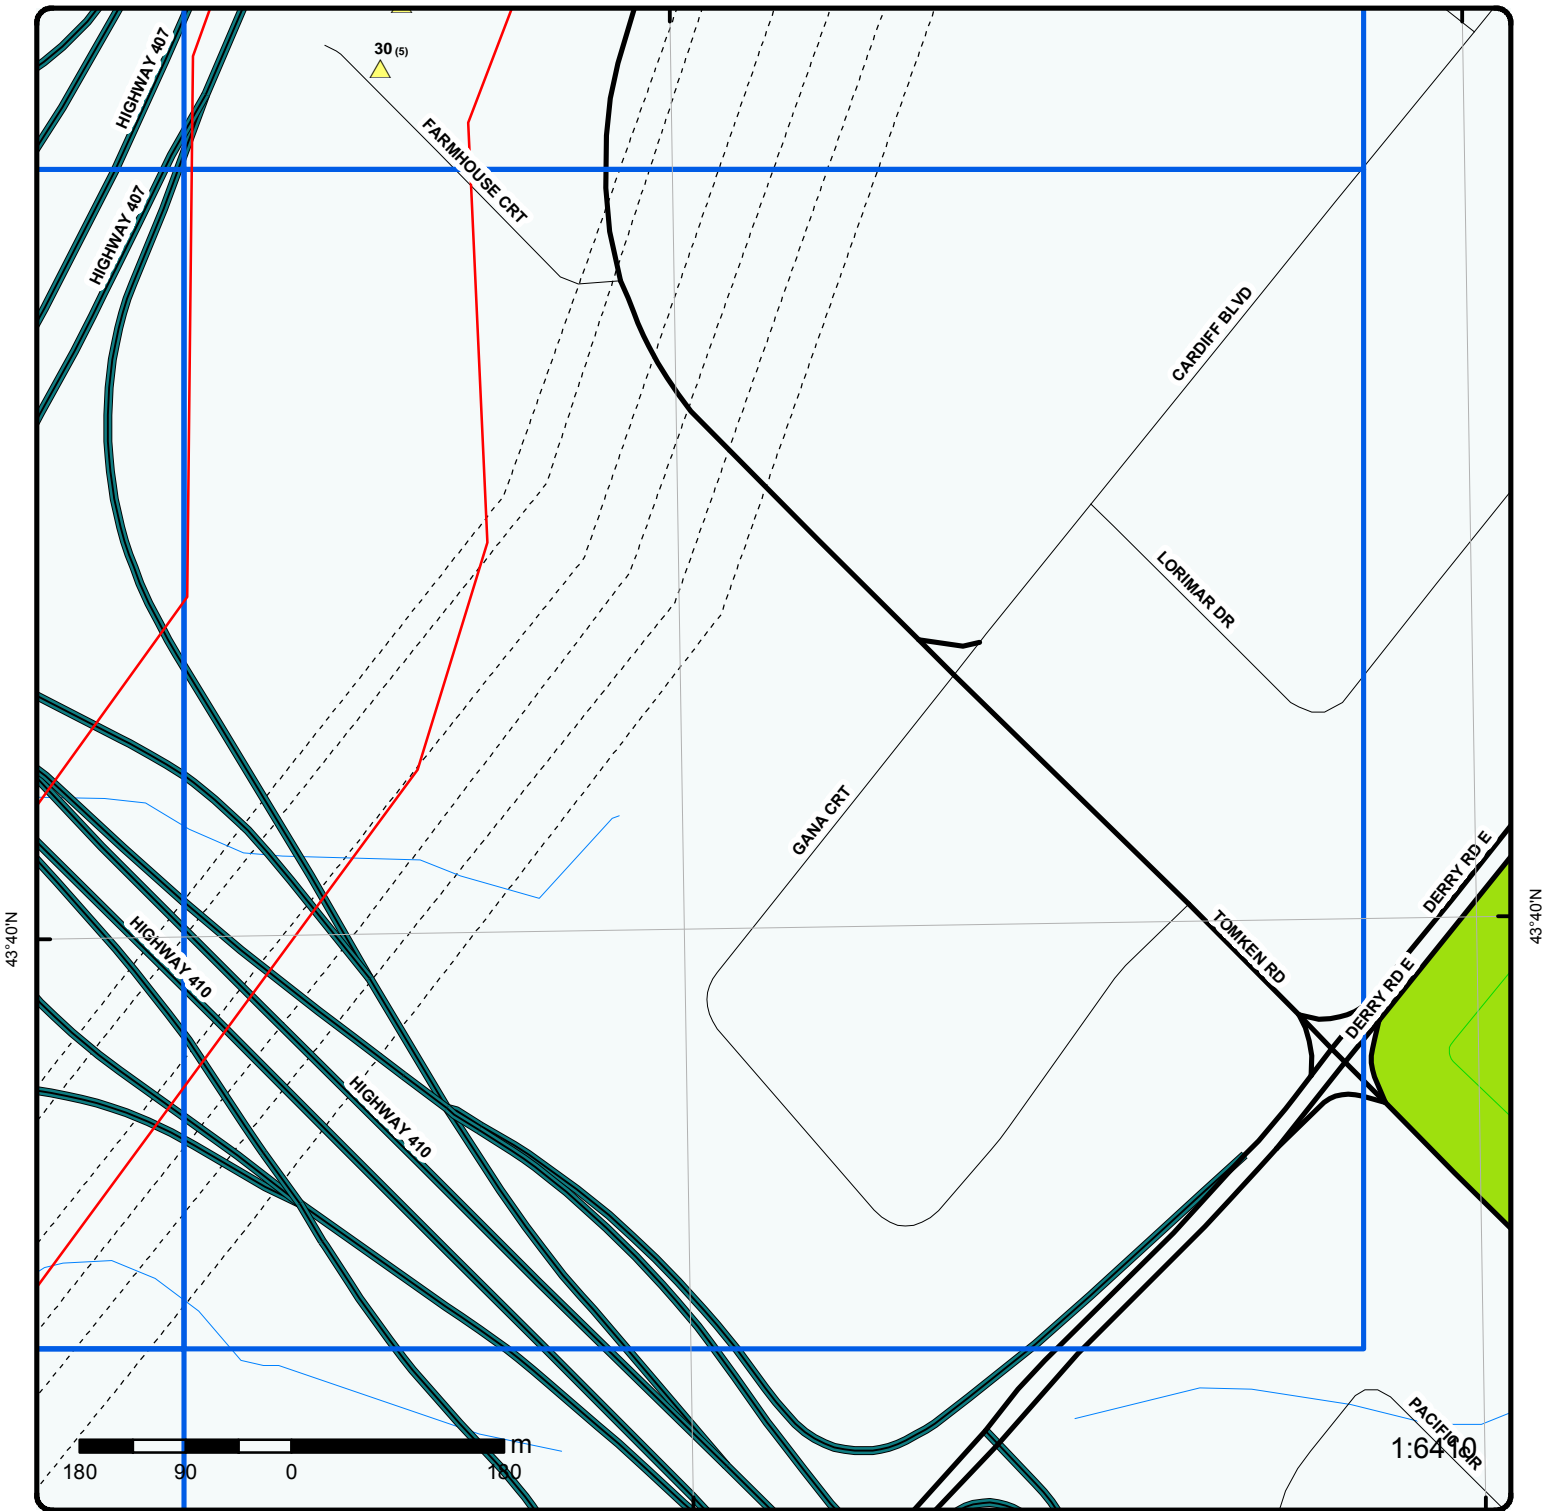 HIGHWAY 407
30 (5)
FARMHOUSE CRT
HIGHWAY 407
CARDIFF BLVD
LORIMAR DR
GANA CRT
DERRY RD E
43°40'N
43°40'N
TOMKEN RD
HIGHWAY 410
DERRY RD E
HIGHWAY 410
PACIFIC CIR
m
1:6410
180 90 0 180